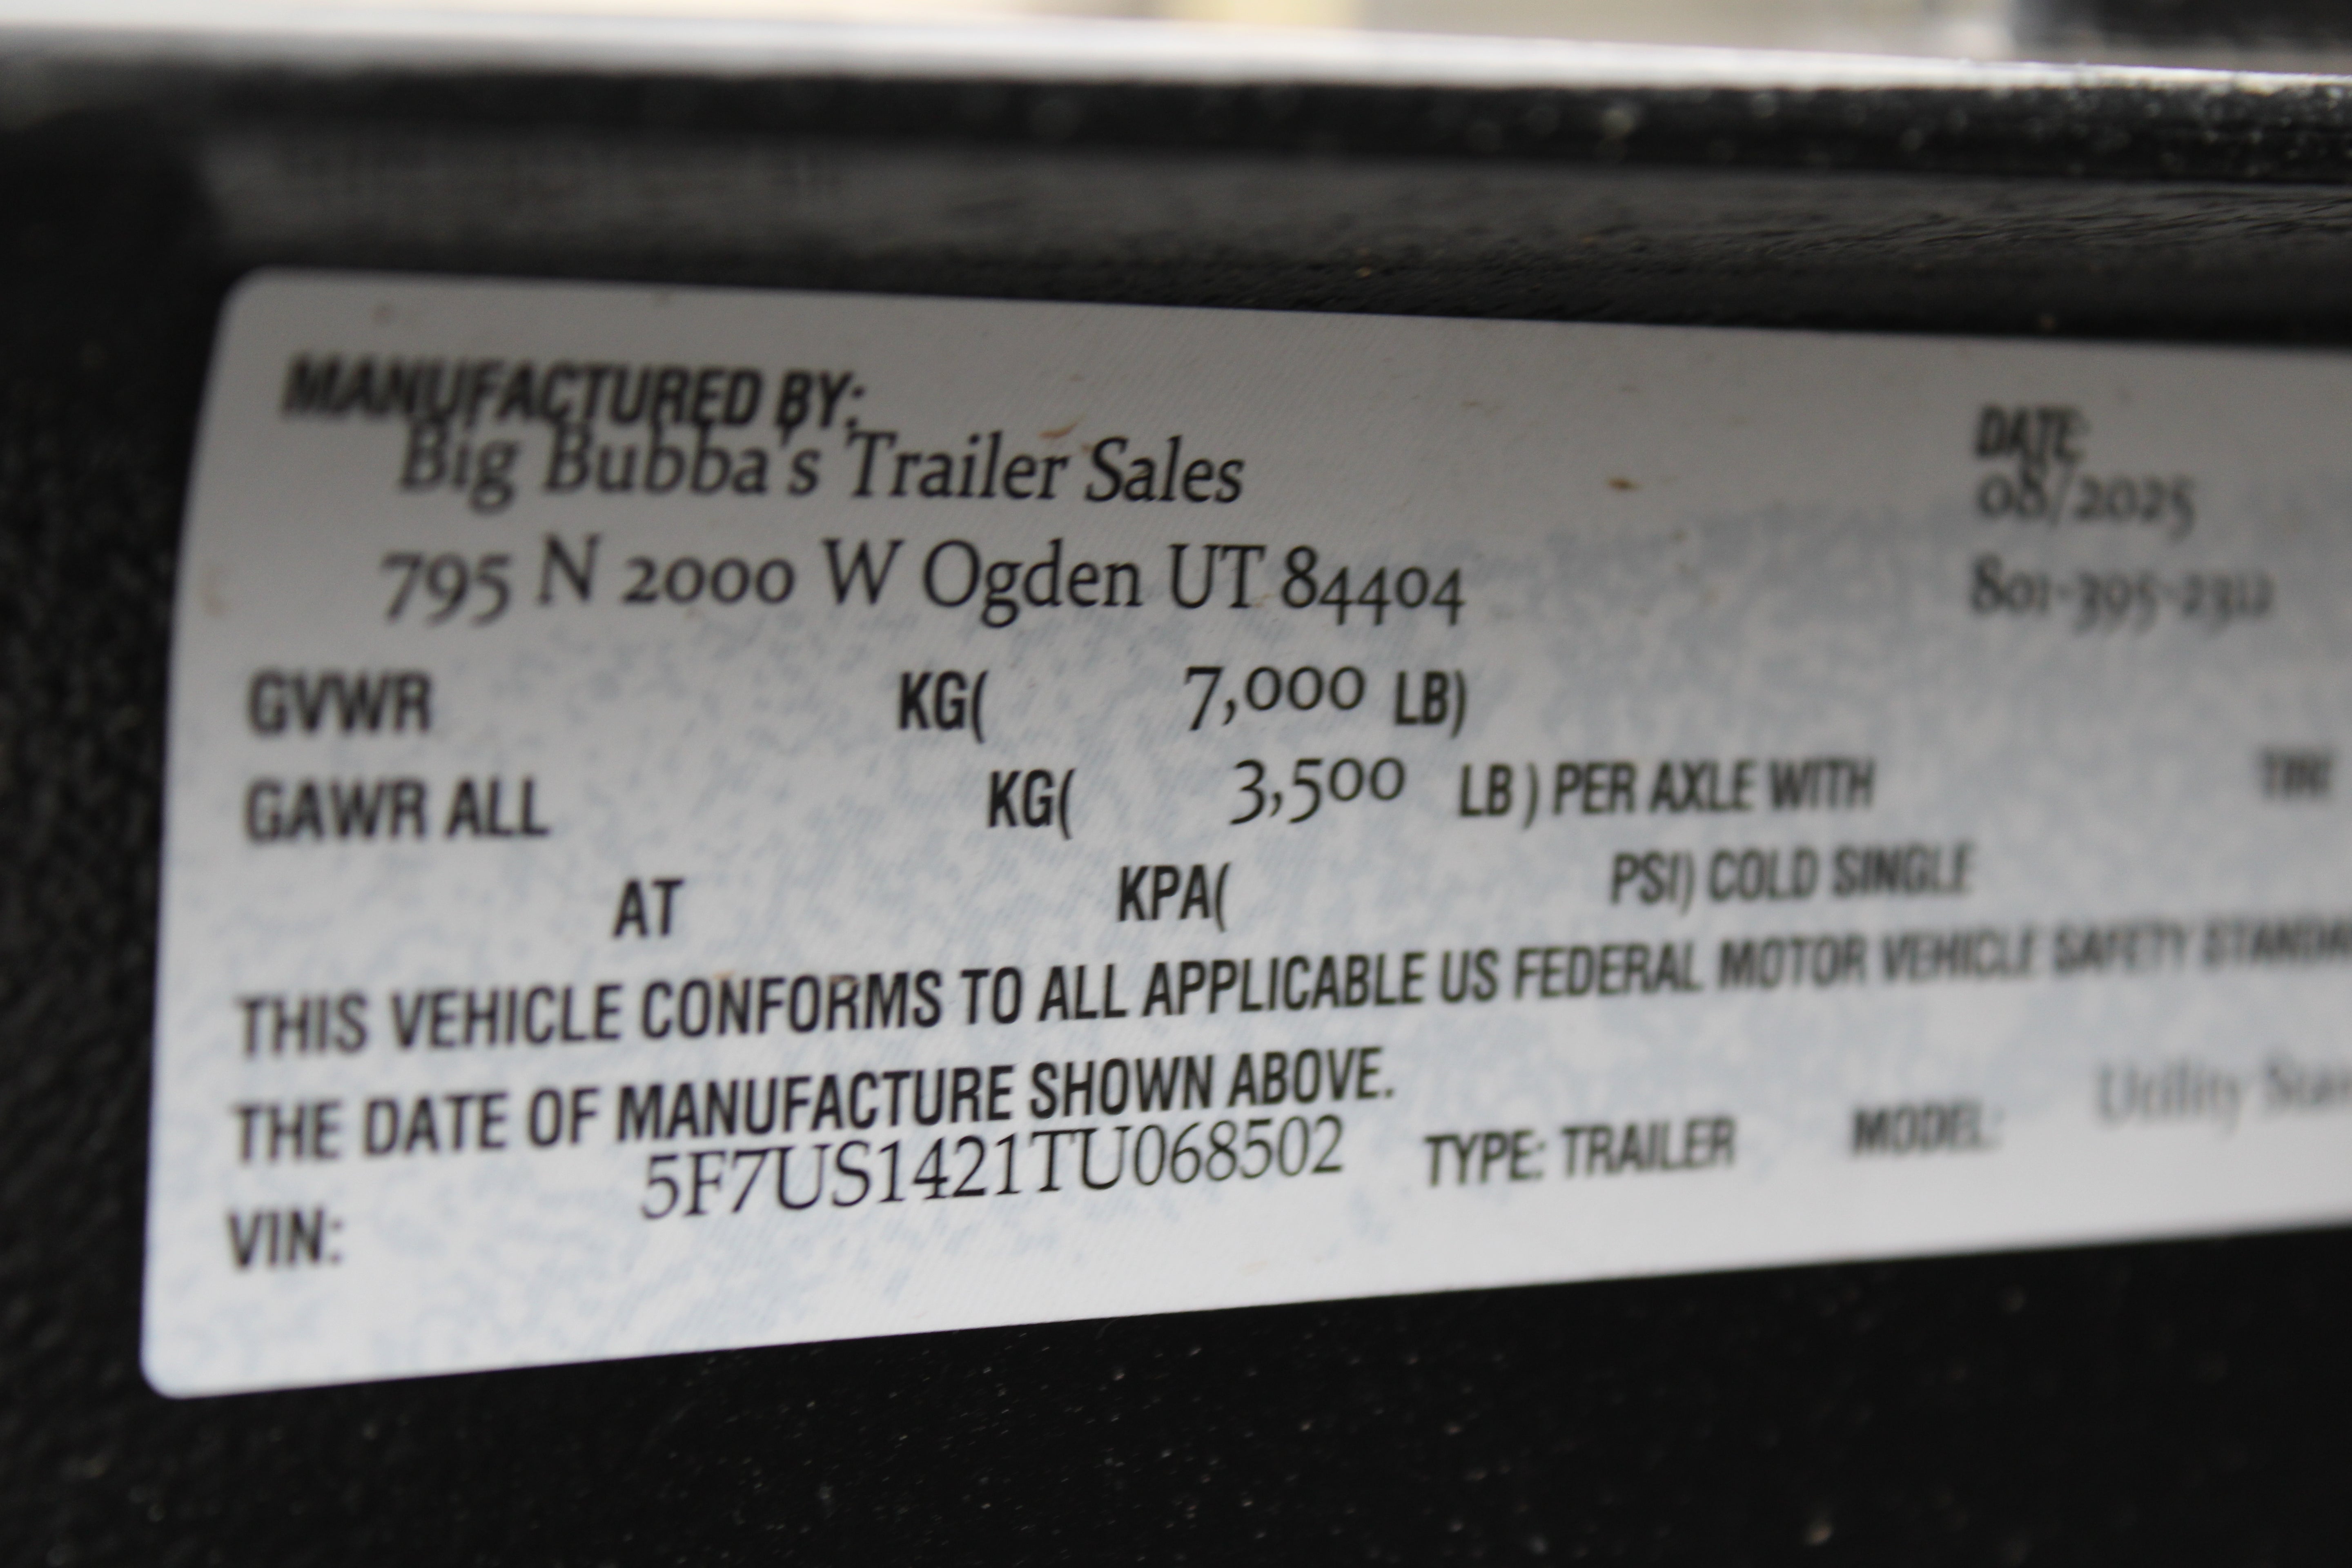 MANUFACTURED BY: DATE:
Big Bubba's Trailer Sales 08/2025
795 N 2000 W Ogden UT 84404 801-395-2312
GVWR KG( 7,000 LB)
GAWR ALL KG( 3,500 LB ) PER AXLE WITH
AT KPA( PSI) COLD SINGLE
THIS VEHICLE CONFORMS TO ALL APPLICABLE US FEDERAL MOTOR VEHICLE SAFETY
THE DATE OF MANUFACTURE SHOWN ABOVE.
VIN: 5F7US1421TU068502 TYPE: TRAILER MODEL: Utility